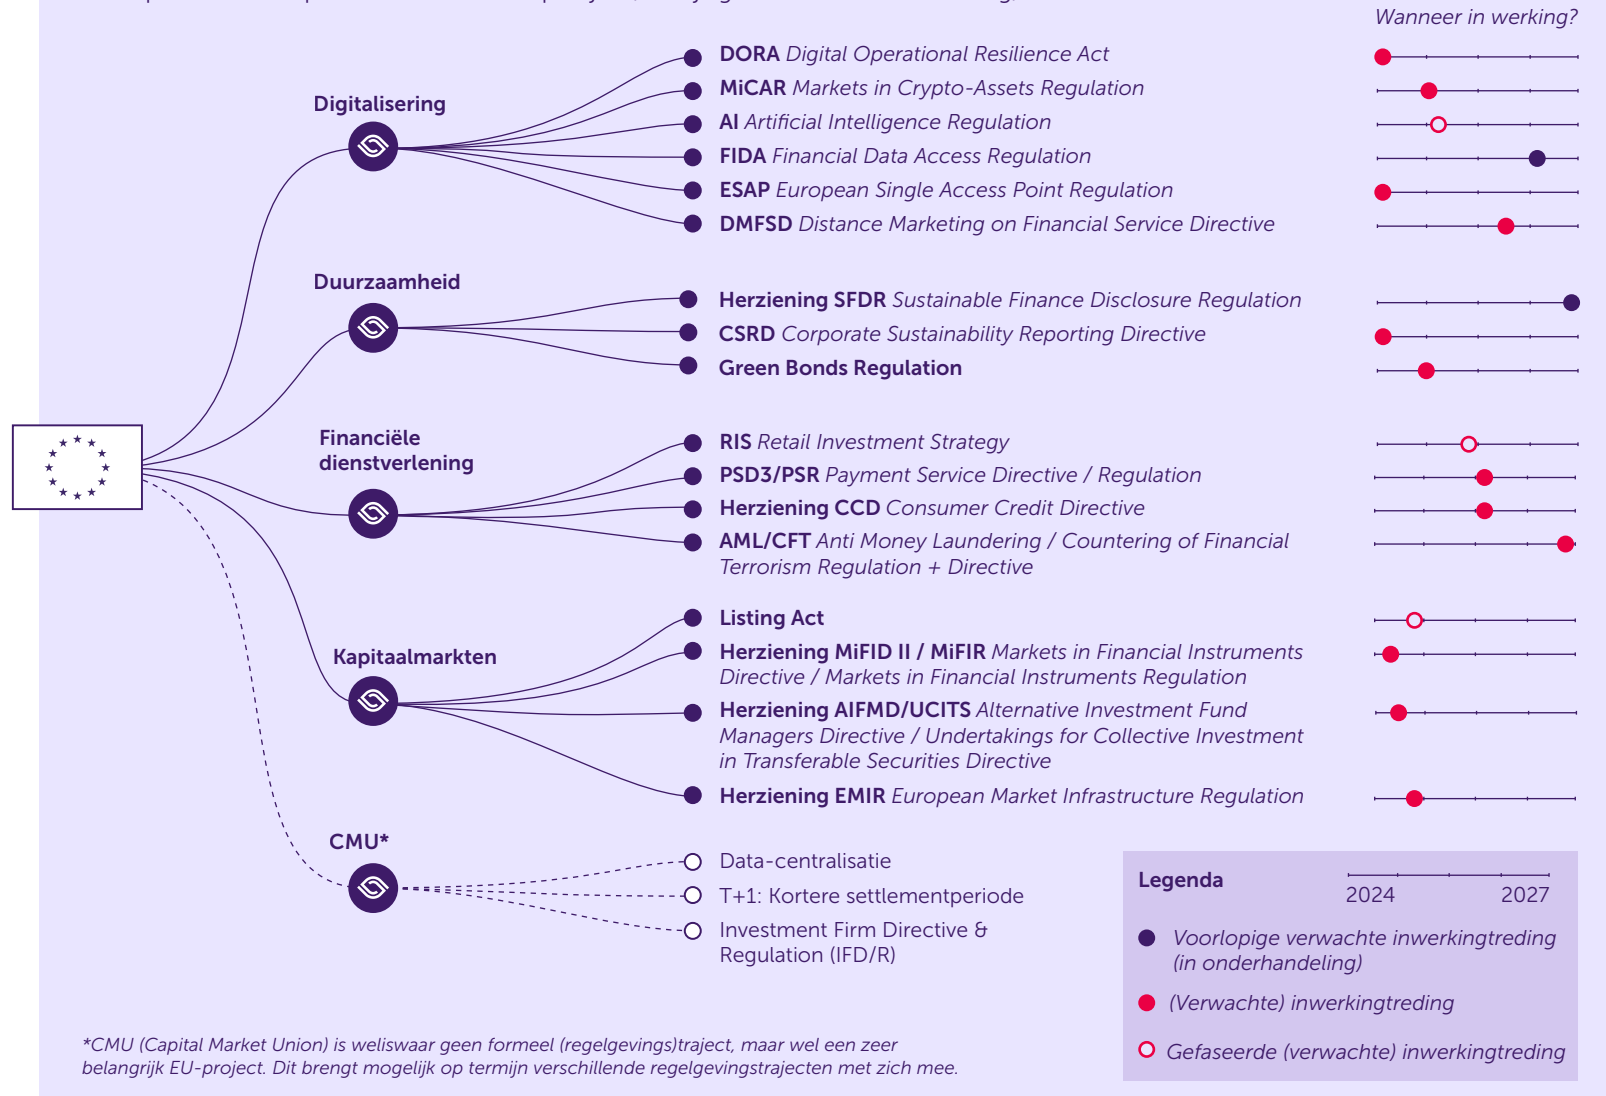 Wanneer in werking?
Digitalisering
DORA Digital Operational Resilience Act
MiCAR Markets in Crypto-Assets Regulation
AI Artificial Intelligence Regulation
FIDA Financial Data Access Regulation
ESAP European Single Access Point Regulation
DMFSD Distance Marketing on Financial Service Directive
Duurzaamheid
Herziening SFDR Sustainable Finance Disclosure Regulation
CSRD Corporate Sustainability Reporting Directive
Green Bonds Regulation
Financiële
dienstverlening
RIS Retail Investment Strategy
PSD3/PSR Payment Service Directive / Regulation
Herziening CCD Consumer Credit Directive
AML/CFT Anti Money Laundering / Countering of Financial
Terrorism Regulation + Directive
Kapitaalmarkten
Listing Act
Herziening MiFID II / MiFIR Markets in Financial Instruments
Directive / Markets in Financial Instruments Regulation
Herziening AIFMD/UCITS Alternative Investment Fund
Managers Directive / Undertakings for Collective Investment
in Transferable Securities Directive
Herziening EMIR European Market Infrastructure Regulation
CMU*
Data-centralisatie
T+1: Kortere settlementperiode
Investment Firm Directive &
Regulation (IFD/R)
Legenda
2024 2027
Voorlopige verwachte inwerkingtreding
(in onderhandeling)
(Verwachte) inwerkingtreding
Gefaseerde (verwachte) inwerkingtreding
*CMU (Capital Market Union) is weliswaar geen formeel (regelgevings)traject, maar wel een zeer
belangrijk EU-project. Dit brengt mogelijk op termijn verschillende regelgevingstrajecten met zich mee.